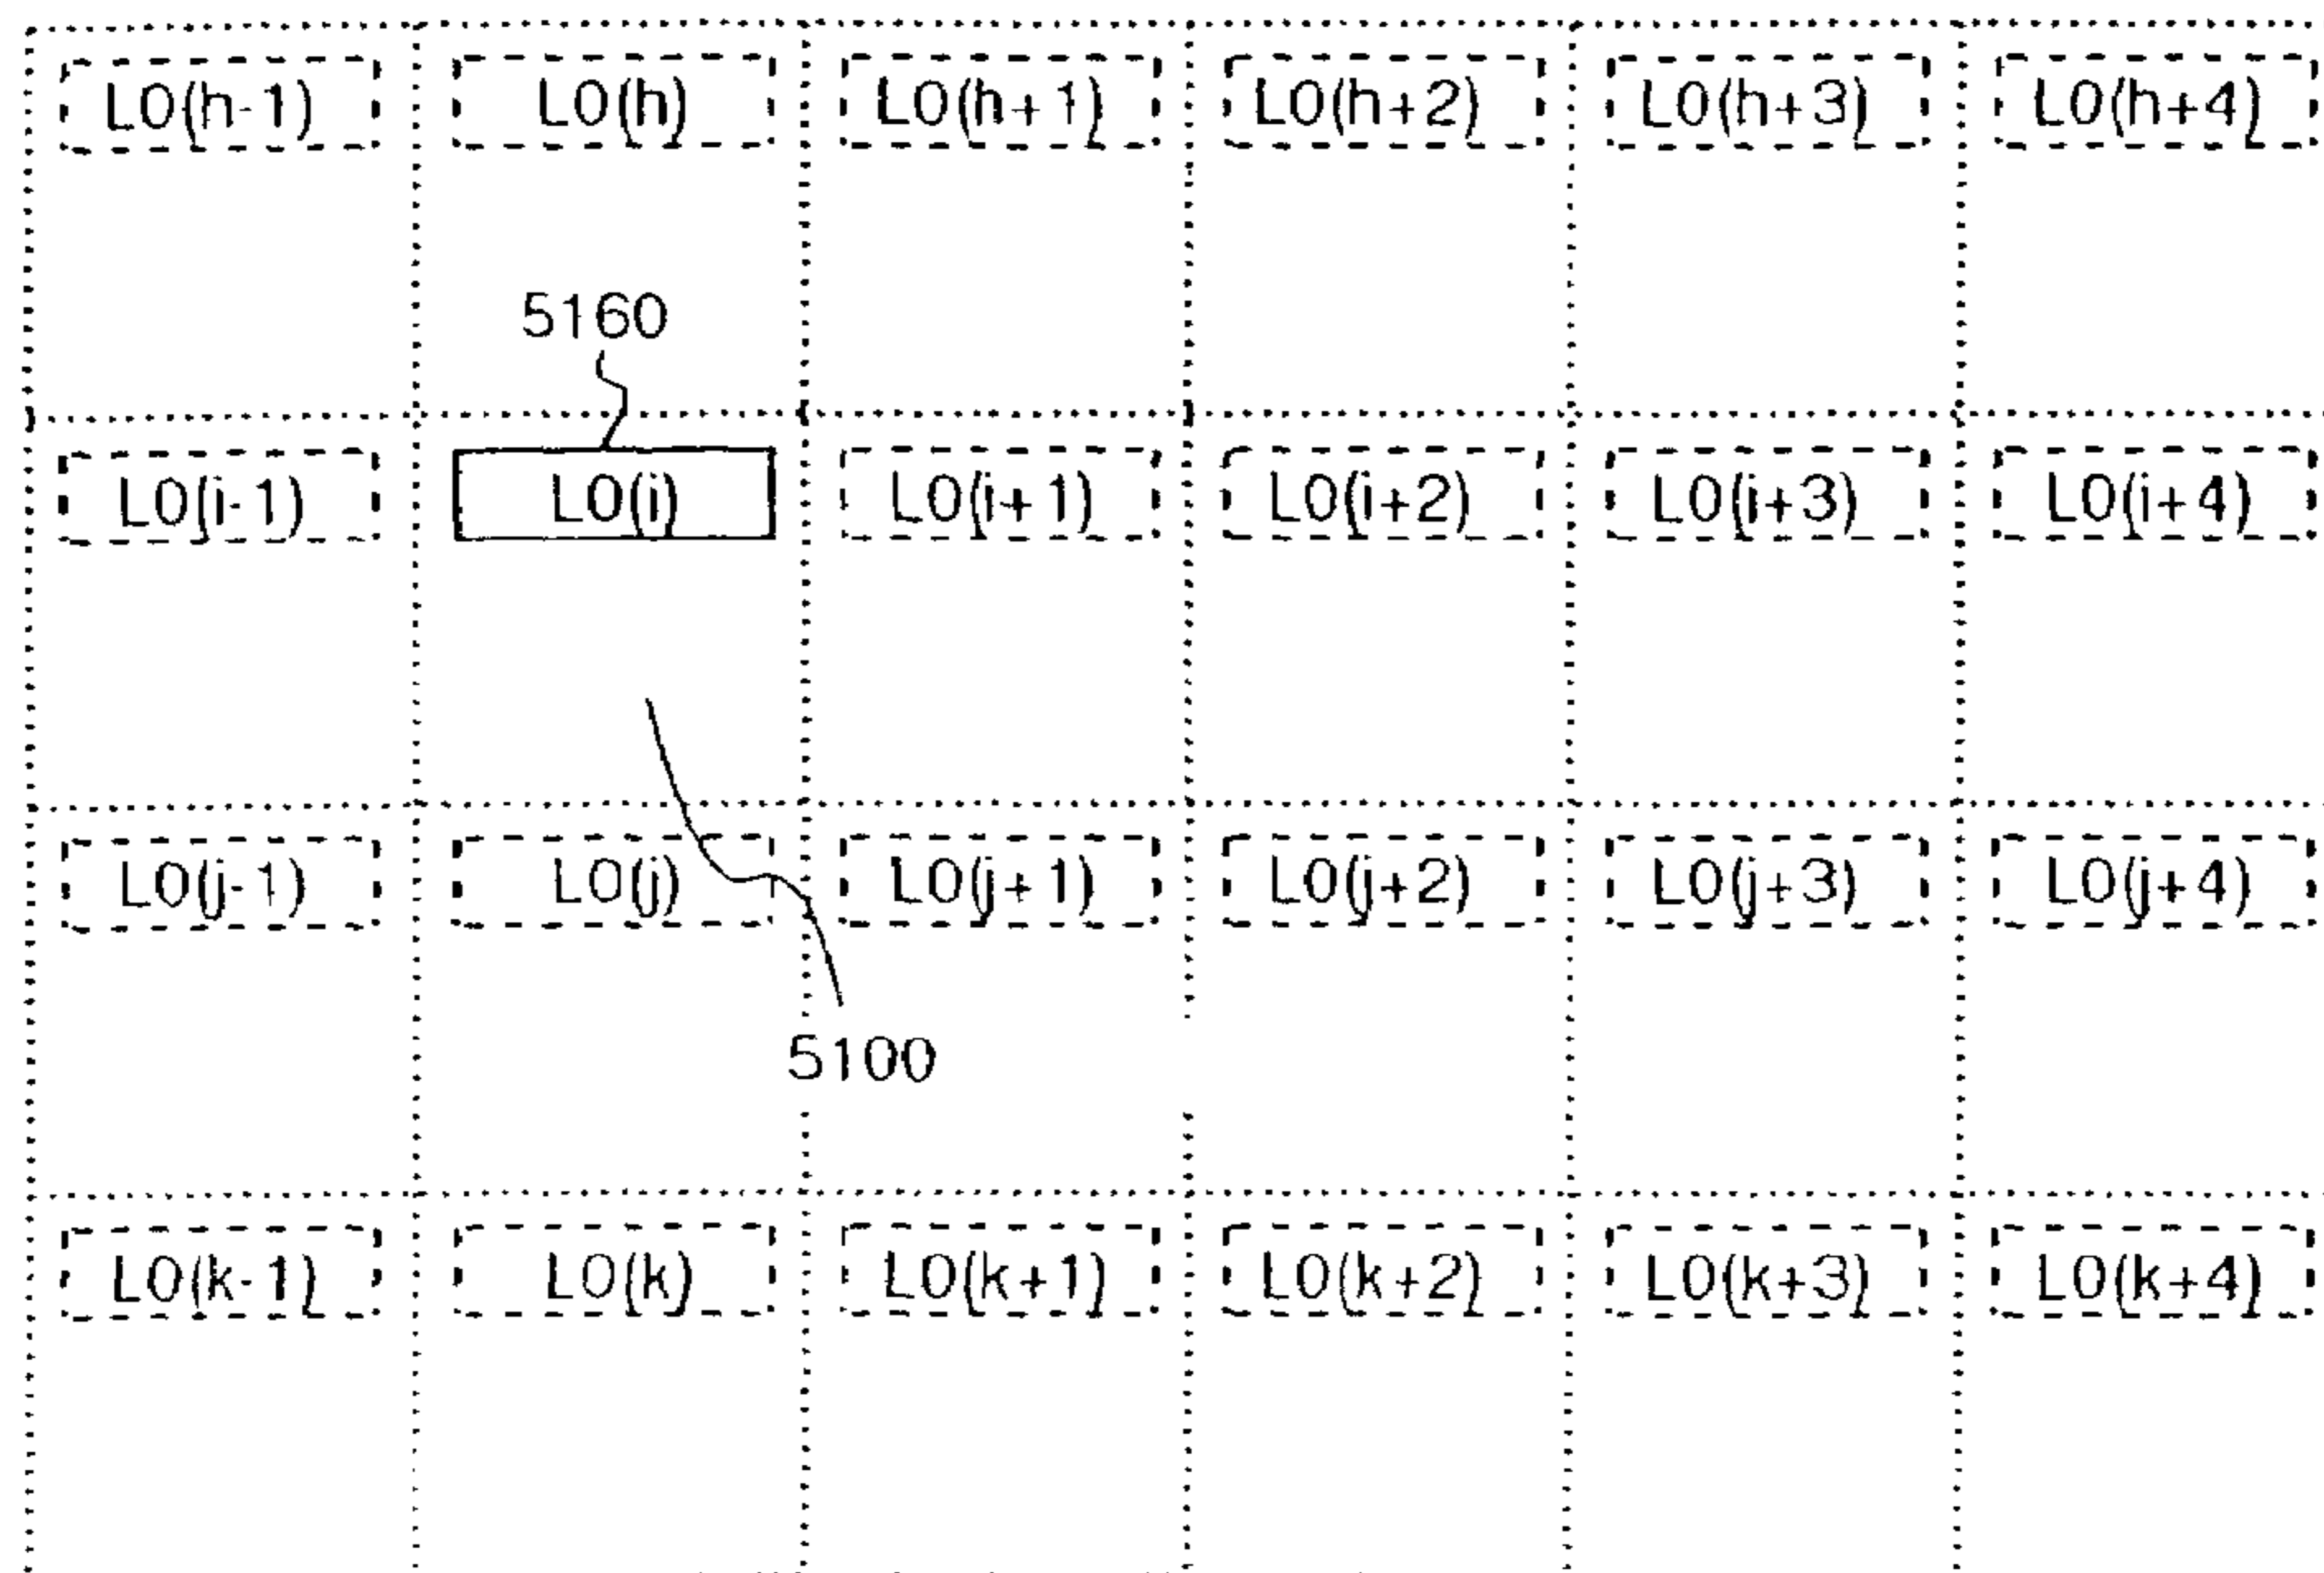 LO(h-1) LO(h) LO(h+1) LO(h+2) LO(h+3) LO(h+4)
5160
LO(i-1) LO(i) LO(i+1) LO(i+2) LO(i+3) LO(i+4)
LO(j-1) LO(j) LO(j+1) LO(j+2) LO(j+3) LO(j+4)
5100
LO(k-1) LO(k) LO(k+1) LO(k+2) LO(k+3) LO(k+4)